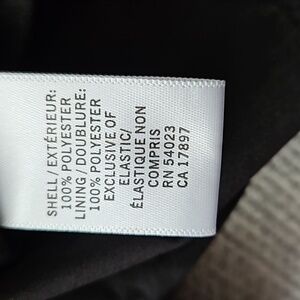 SHELL / EXTÉRIEUR:
100% POLYESTER
LINING / DOUBLURE:
100% POLYESTER
EXCLUSIVE OF
ELASTIC/
ÉLASTIQUE NON
COMPRIS
RN 54023
CA 17897